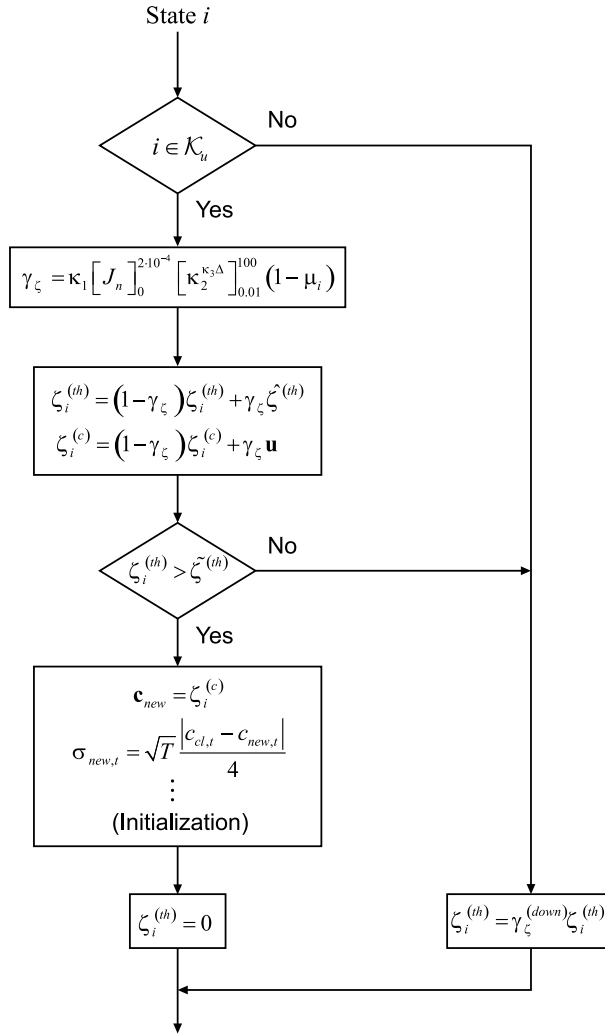 State i
i ∈ 𝒦_u
No
Yes
γ_ζ = κ_1 [J_n]_0^{2·10^{-4}} [κ_2^{κ_3Δ}]_{0.01}^{100} (1 − μ_i)
ζ_i^{(th)} = (1−γ_ζ)ζ_i^{(th)} + γ_ζ ζ̂^{(th)}
ζ_i^{(c)} = (1−γ_ζ)ζ_i^{(c)} + γ_ζ u
ζ_i^{(th)} > ζ̃^{(th)}
No
Yes
c_{new} = ζ_i^{(c)}
σ_{new,t} = √T |c_{cl,t} − c_{new,t}| / 4
⋮
(Initialization)
ζ_i^{(th)} = 0
ζ_i^{(th)} = γ_ζ^{(down)} ζ_i^{(th)}